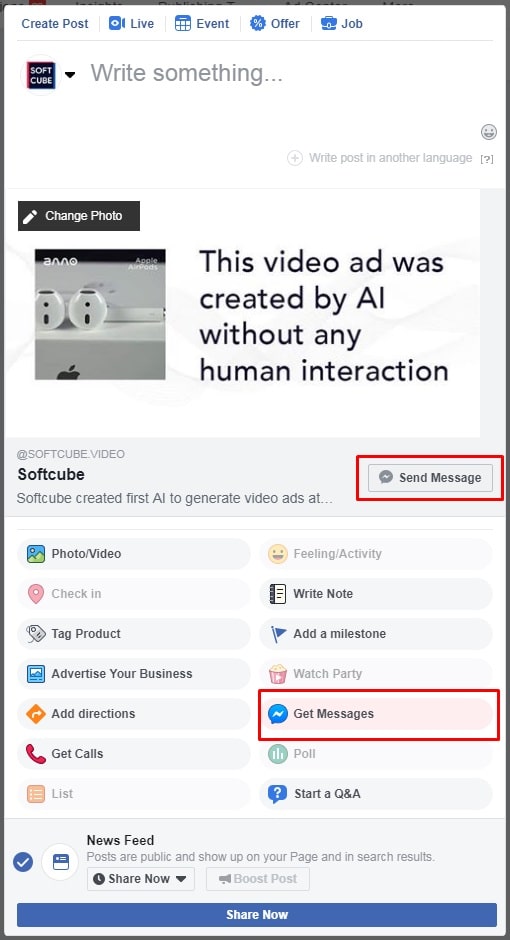 Create Post
Live
Event
Offer
Job
SOFT
CUBE
Write something...
Write post in another language [?]
Change Photo
anno
Apple
AirPods
This video ad was
created by AI
without any
human interaction
@SOFTCUBE.VIDEO
Softcube
Softcube created first AI to generate video ads at...
Send Message
Photo/Video
Feeling/Activity
Check in
Write Note
Tag Product
Add a milestone
Advertise Your Business
Watch Party
Add directions
Get Messages
Get Calls
Poll
List
Start a Q&A
News Feed
Posts are public and show up on your Page and in search results.
Share Now
Boost Post
Share Now